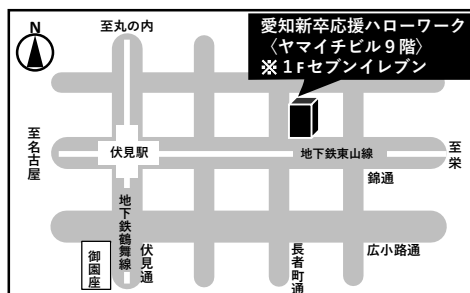 N
至丸の内
愛知新卒応援ハローワーク
〈ヤマイチビル９階〉
※１Fセブンイレブン
至名古屋
伏見駅
地下鉄東山線
至栄
錦通
地下鉄鶴舞線
伏見通
御園座
長者町通
広小路通